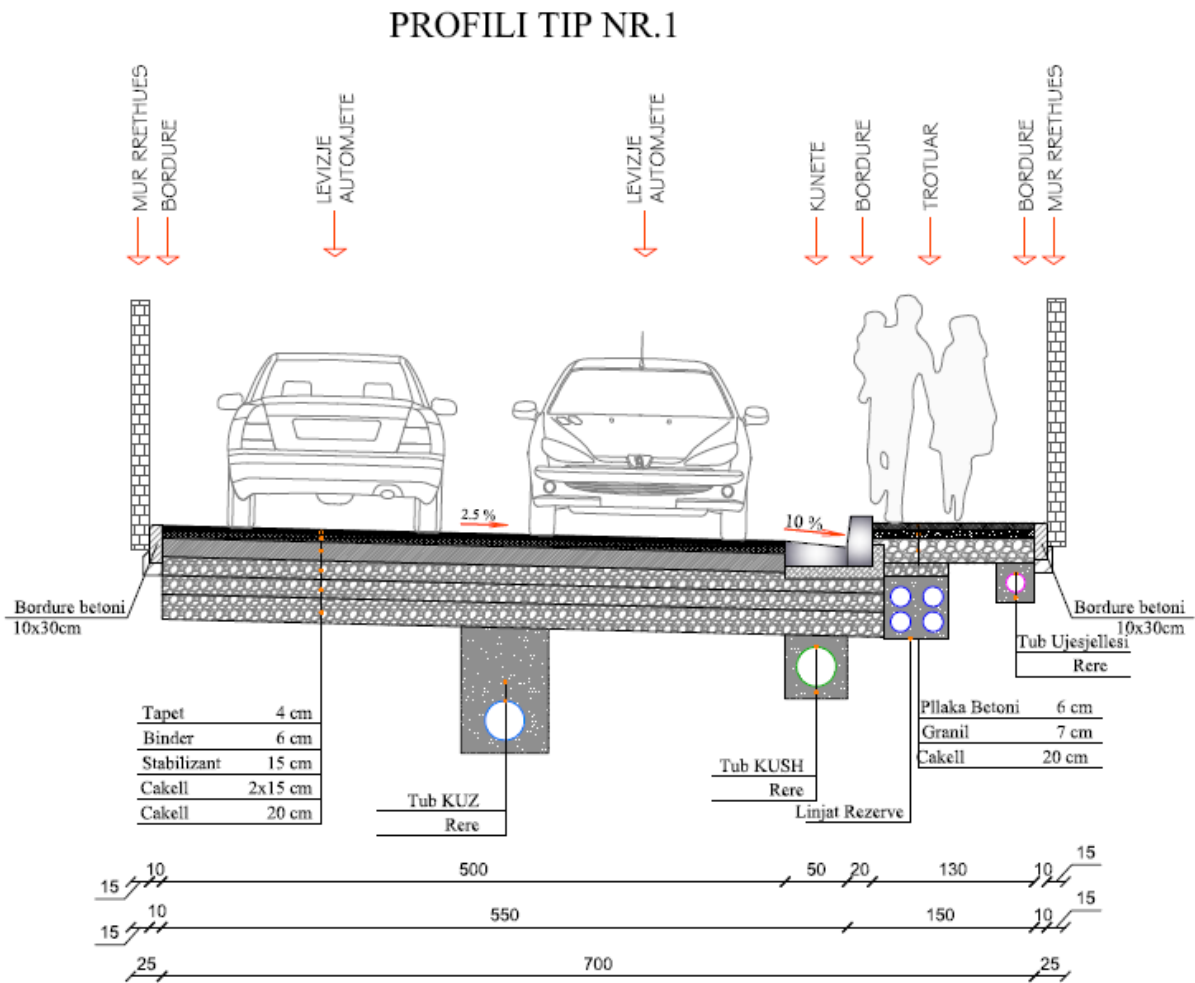 PROFILI TIP NR.1
MUR RRETHUES
BORDURE
LEVIZJE
AUTOMJETE
LEVIZJE
AUTOMJETE
KUNETE
BORDURE
TROTUAR
BORDURE
MUR RRETHUES
2.5 %
10 %
Bordure betoni
10x30cm
Bordure betoni
10x30cm
Tub Ujesjellesi
Rere
Tapet 4 cm
Binder 6 cm
Stabilizant 15 cm
Cakell 2x15 cm
Cakell 20 cm
Tub KUZ
Rere
Tub KUSH
Rere
Linjat Rezerve
Pllaka Betoni 6 cm
Granil 7 cm
Cakell 20 cm
15 10 500 50 20 130 10 15
15 10 550 150 10 15
25 700 25